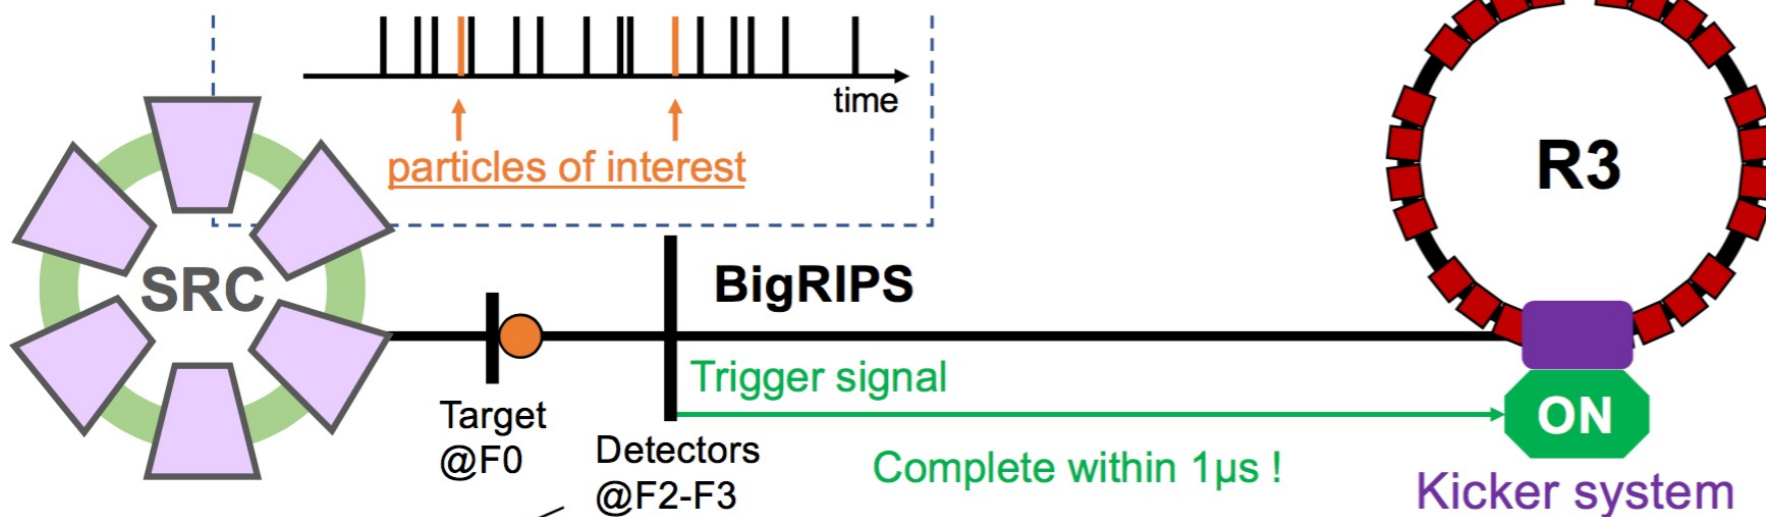 time
particles of interest
R3
SRC
BigRIPS
Trigger signal
Target
@F0
ON
Detectors
@F2-F3
Complete within 1μs !
Kicker system